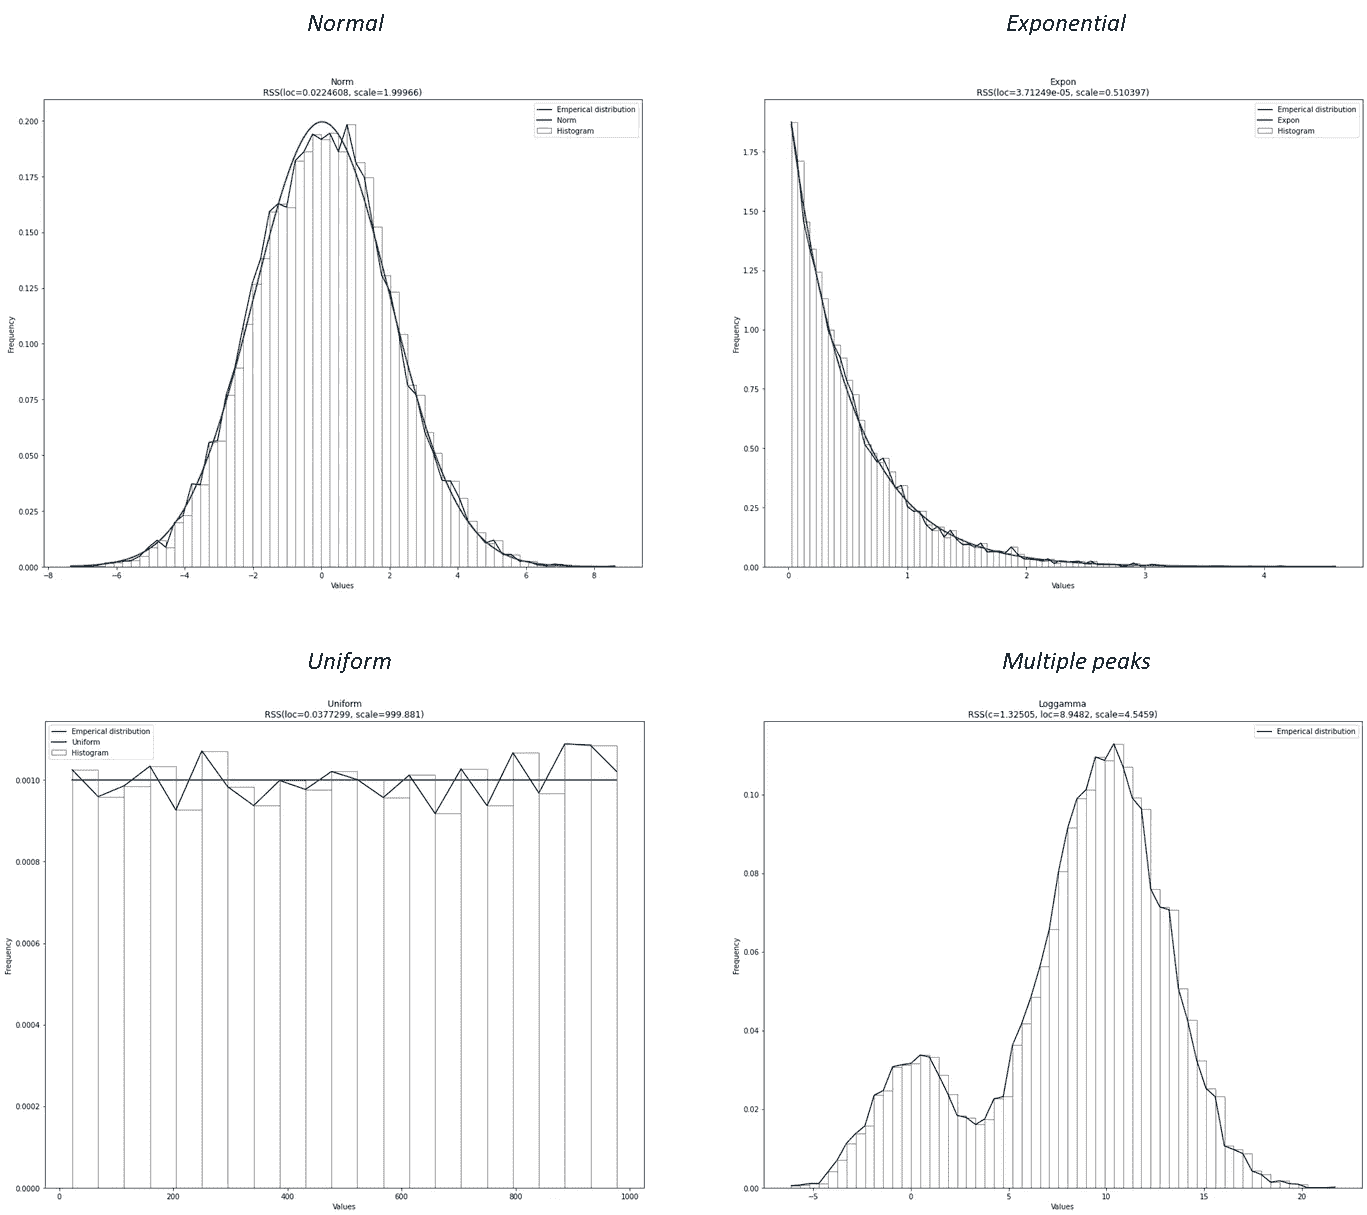 Normal
Exponential
Norm
RSS(loc=0.0224608, scale=1.99966)
Emperical distribution
Norm
Histogram
0.200
0.175
0.150
0.125
0.100
0.075
0.050
0.025
0.000
Frequency
−8 −6 −4 −2 0 2 4 6 8
Values
Expon
RSS(loc=3.71249e-05, scale=0.510397)
Emperical distribution
Expon
Histogram
1.75
1.50
1.25
1.00
0.75
0.50
0.25
0.00
Frequency
0 1 2 3 4
Values
Uniform
Multiple peaks
Uniform
RSS(loc=0.0377299, scale=999.881)
Emperical distribution
Uniform
Histogram
0.0010
0.0008
0.0006
0.0004
0.0002
0.0000
Frequency
0 200 400 600 800 1000
Values
Loggamma
RSS(c=1.32505, loc=8.9482, scale=4.5459)
Emperical distribution
0.10
0.08
0.06
0.04
0.02
0.00
Frequency
−5 0 5 10 15 20
Values